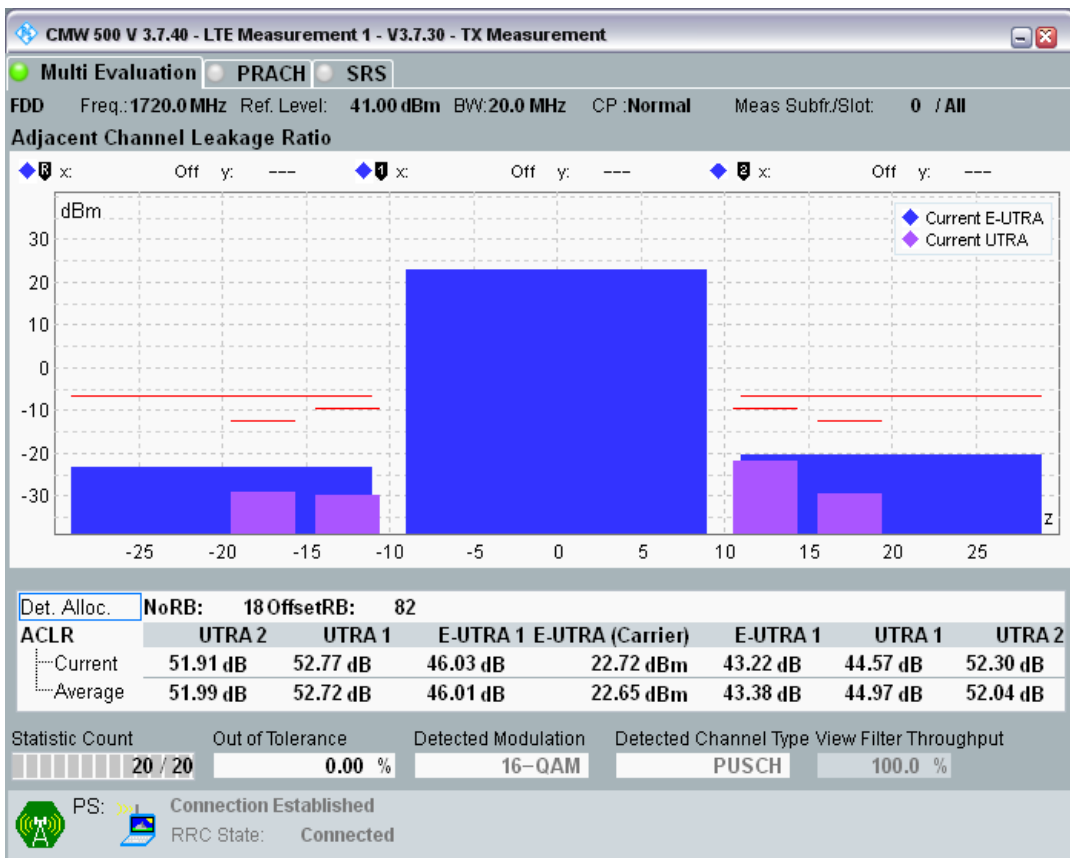 CMW 500 V 3.7.40 - LTE Measurement 1 - V3.7.30 - TX Measurement
Multi Evaluation PRACH SRS
FDD Freq.:1720.0 MHz Ref. Level: 41.00 dBm BW:20.0 MHz CP :Normal Meas Subfr./Slot: 0 / All
Adjacent Channel Leakage Ratio
R x: Off y: --- 1 x: Off y: --- 2 x: Off y: ---
dBm
Current E-UTRA
Current UTRA
30
20
10
0
-10
-20
-30
z
-25 -20 -15 -10 -5 0 5 10 15 20 25
Det. Alloc. NoRB: 18 OffsetRB: 82
ACLR UTRA 2 UTRA 1 E-UTRA 1 E-UTRA (Carrier) E-UTRA 1 UTRA 1 UTRA 2
Current 51.91 dB 52.77 dB 46.03 dB 22.72 dBm 43.22 dB 44.57 dB 52.30 dB
Average 51.99 dB 52.72 dB 46.01 dB 22.65 dBm 43.38 dB 44.97 dB 52.04 dB
Statistic Count Out of Tolerance Detected Modulation Detected Channel Type View Filter Throughput
20 / 20 0.00 % 16-QAM PUSCH 100.0 %
PS: Connection Established
RRC State: Connected